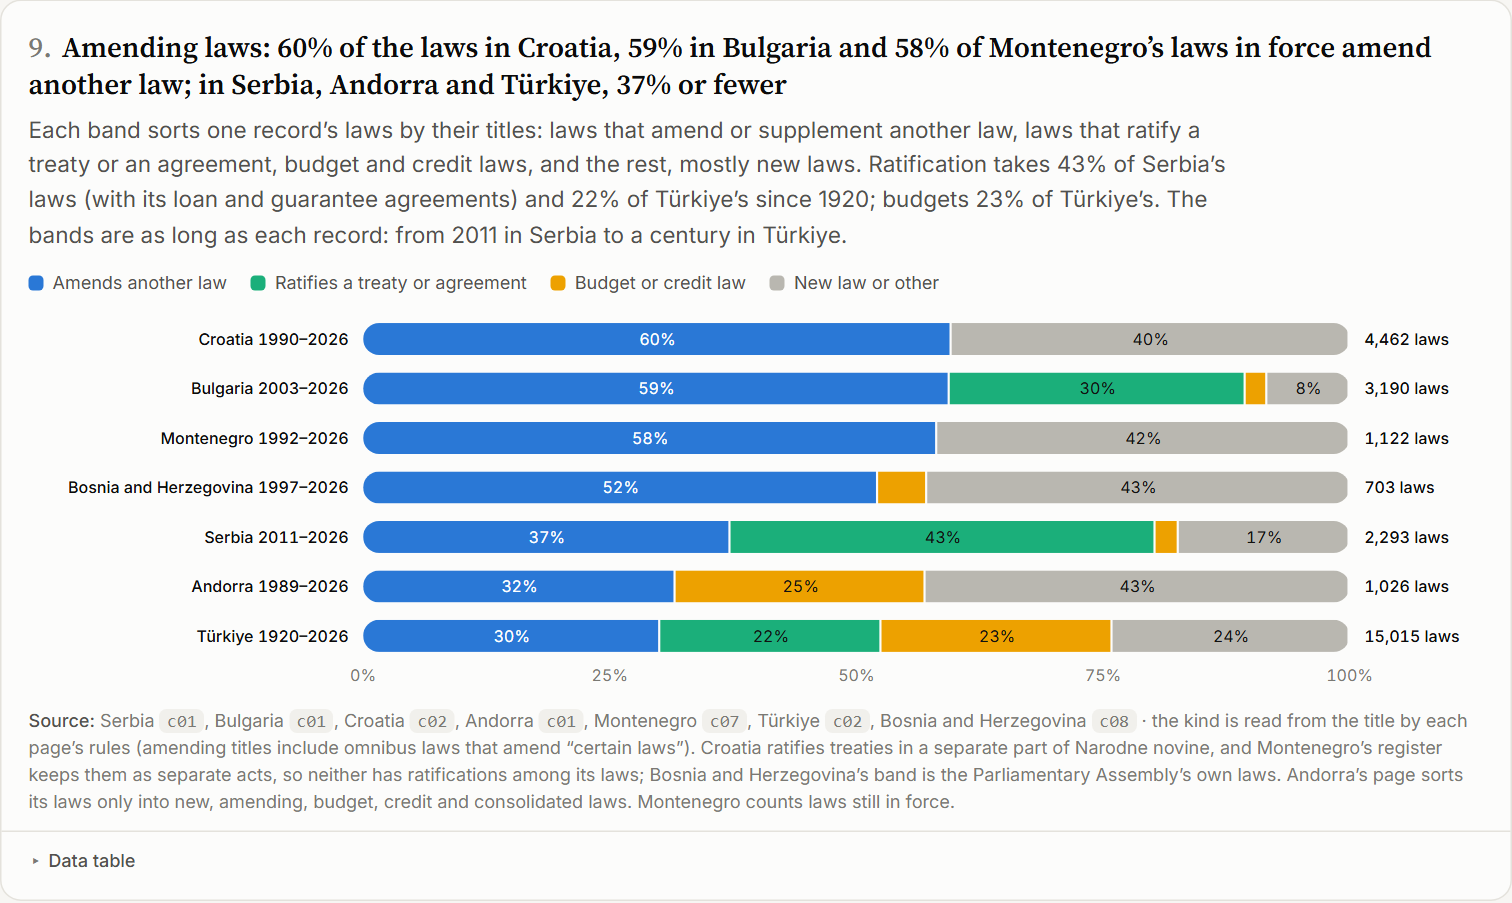 9. Amending laws: 60% of the laws in Croatia, 59% in Bulgaria and 58% of Montenegro’s laws in force amend
another law; in Serbia, Andorra and Türkiye, 37% or fewer
Each band sorts one record’s laws by their titles: laws that amend or supplement another law, laws that ratify a
treaty or an agreement, budget and credit laws, and the rest, mostly new laws. Ratification takes 43% of Serbia’s
laws (with its loan and guarantee agreements) and 22% of Türkiye’s since 1920; budgets 23% of Türkiye’s. The
bands are as long as each record: from 2011 in Serbia to a century in Türkiye.
Amends another law Ratifies a treaty or agreement Budget or credit law New law or other
Croatia 1990–2026 60% 40% 4,462 laws
Bulgaria 2003–2026 59% 30% 8% 3,190 laws
Montenegro 1992–2026 58% 42% 1,122 laws
Bosnia and Herzegovina 1997–2026 52% 43% 703 laws
Serbia 2011–2026 37% 43% 17% 2,293 laws
Andorra 1989–2026 32% 25% 43% 1,026 laws
Türkiye 1920–2026 30% 22% 23% 24% 15,015 laws
0% 25% 50% 75% 100%
Source: Serbia c01, Bulgaria c01, Croatia c02, Andorra c01, Montenegro c07, Türkiye c02, Bosnia and Herzegovina c08 · the kind is read from the title by each
page’s rules (amending titles include omnibus laws that amend “certain laws”). Croatia ratifies treaties in a separate part of Narodne novine, and Montenegro’s register
keeps them as separate acts, so neither has ratifications among its laws; Bosnia and Herzegovina’s band is the Parliamentary Assembly’s own laws. Andorra’s page sorts
its laws only into new, amending, budget, credit and consolidated laws. Montenegro counts laws still in force.
▸ Data table